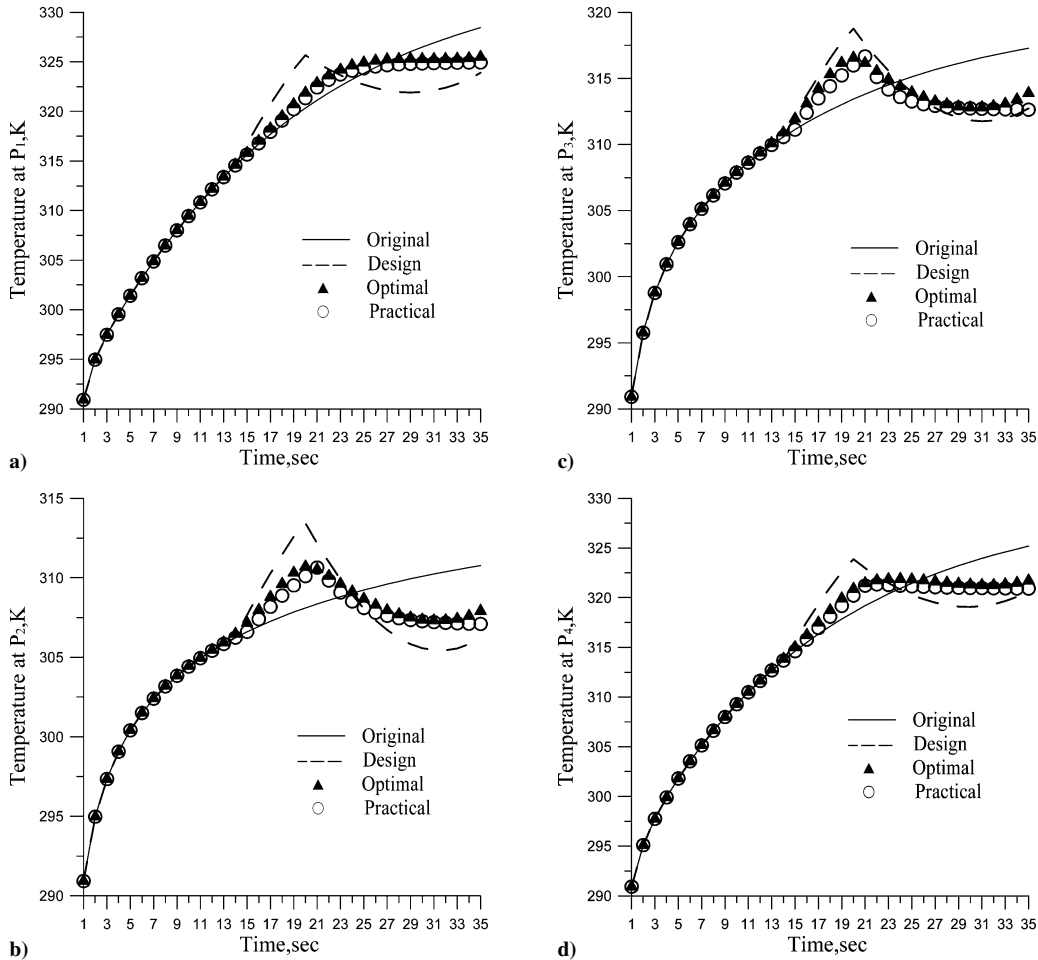 330
325
320
315
310
305
300
295
290
Temperature at P1,K
Original
Design
Optimal
Practical
1 3 5 7 9 11 13 15 17 19 21 23 25 27 29 31 33 35
Time,sec
a)
320
315
310
305
300
295
290
Temperature at P3,K
Original
Design
Optimal
Practical
1 3 5 7 9 11 13 15 17 19 21 23 25 27 29 31 33 35
Time,sec
c)
315
310
305
300
295
290
Temperature at P2,K
Original
Design
Optimal
Practical
1 3 5 7 9 11 13 15 17 19 21 23 25 27 29 31 33 35
Time,sec
b)
330
325
320
315
310
305
300
295
290
Temperature at P4,K
Original
Design
Optimal
Practical
1 3 5 7 9 11 13 15 17 19 21 23 25 27 29 31 33 35
Time,sec
d)